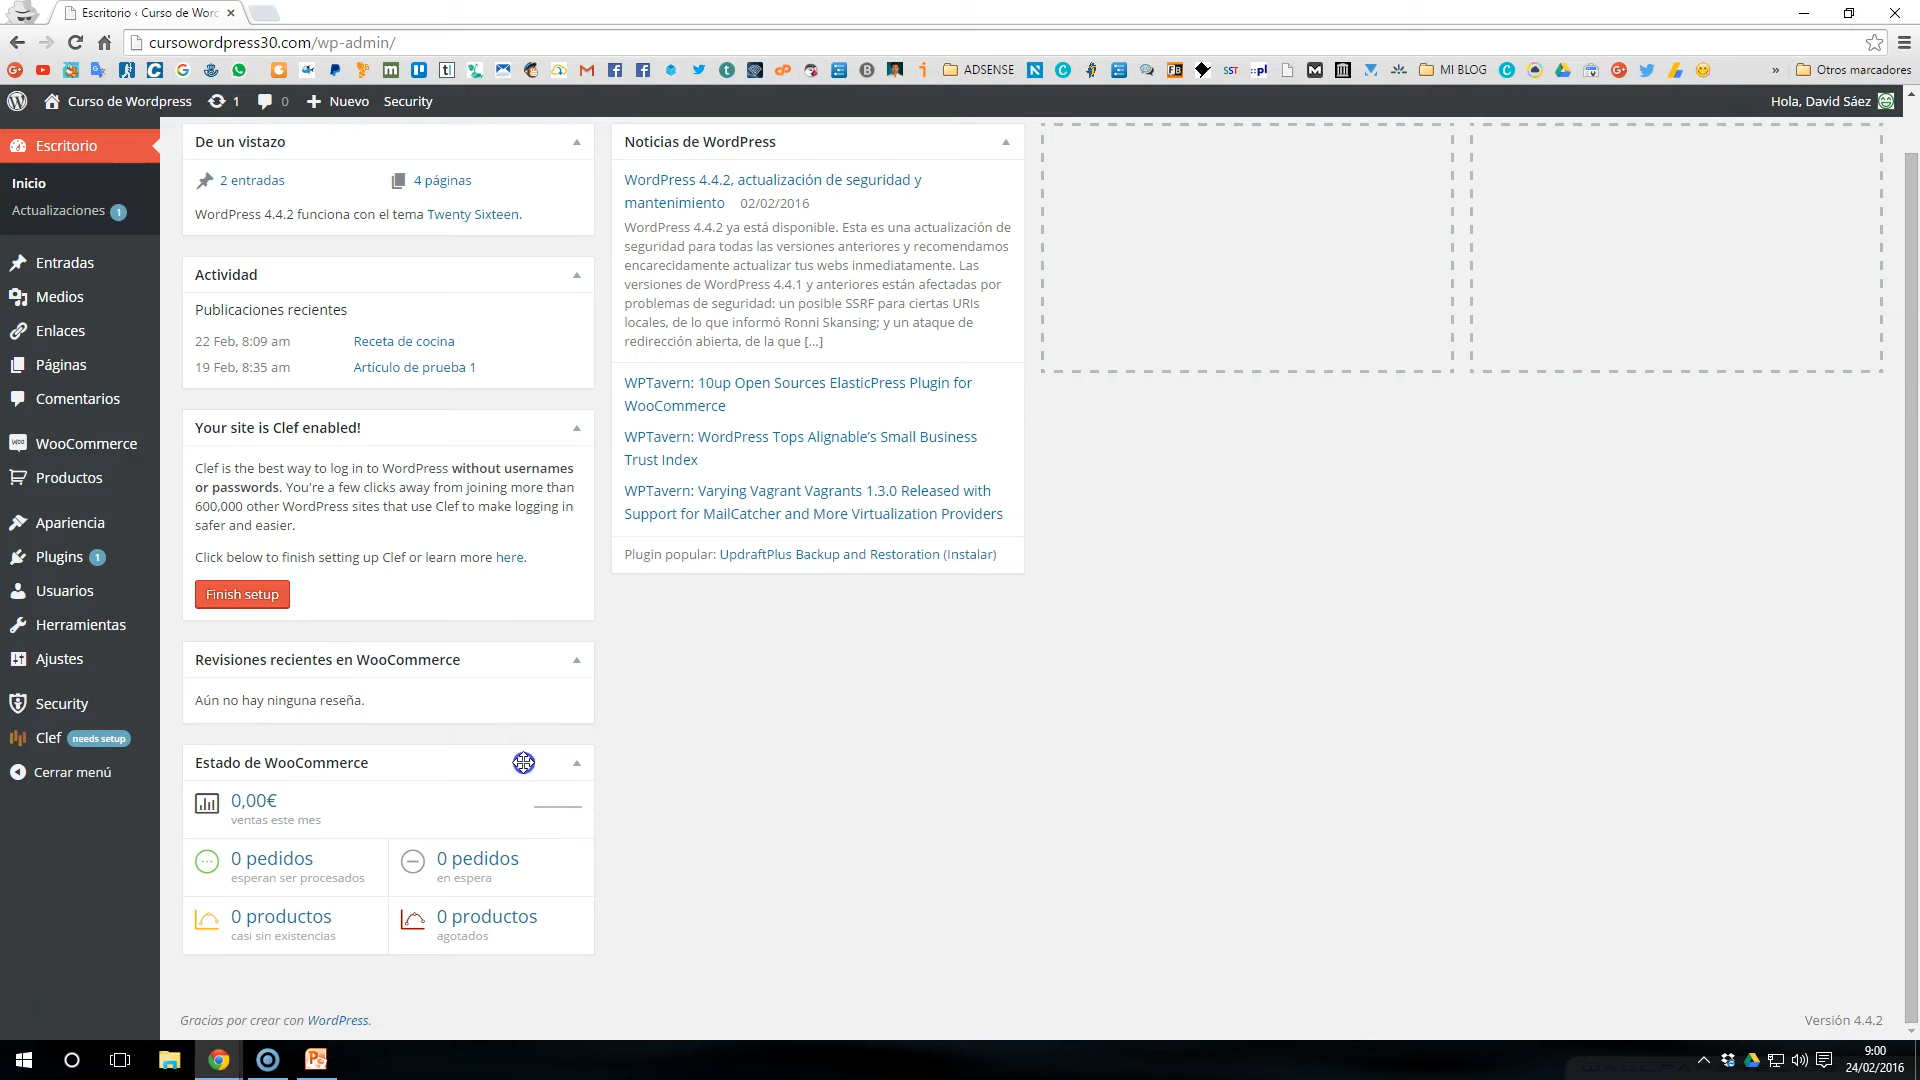 Escritorio ‹ Curso de Worc
cursowordpress30.com/wp-admin/
ADSENSE
SST
MI BLOG
Otros marcadores
Curso de Wordpress
1
0
Nuevo
Security
Hola, David Sáez
Escritorio
Inicio
Actualizaciones 1
Entradas
Medios
Enlaces
Páginas
Comentarios
WooCommerce
Productos
Apariencia
Plugins 1
Usuarios
Herramientas
Ajustes
Security
Clef needs setup
Cerrar menú
De un vistazo
2 entradas
4 páginas
WordPress 4.4.2 funciona con el tema Twenty Sixteen.
Actividad
Publicaciones recientes
22 Feb, 8:09 am Receta de cocina
19 Feb, 8:35 am Artículo de prueba 1
Your site is Clef enabled!
Clef is the best way to log in to WordPress without usernames
or passwords. You're a few clicks away from joining more than
600,000 other WordPress sites that use Clef to make logging in
safer and easier.
Click below to finish setting up Clef or learn more here.
Finish setup
Revisiones recientes en WooCommerce
Aún no hay ninguna reseña.
Estado de WooCommerce
0,00€
ventas este mes
0 pedidos
esperan ser procesados
0 pedidos
en espera
0 productos
casi sin existencias
0 productos
agotados
Noticias de WordPress
WordPress 4.4.2, actualización de seguridad y
mantenimiento 02/02/2016
WordPress 4.4.2 ya está disponible. Esta es una actualización de
seguridad para todas las versiones anteriores y recomendamos
encarecidamente actualizar tus webs inmediatamente. Las
versiones de WordPress 4.4.1 y anteriores están afectadas por
problemas de seguridad: un posible SSRF para ciertas URIs
locales, de lo que informó Ronni Skansing; y un ataque de
redirección abierta, de la que […]
WPTavern: 10up Open Sources ElasticPress Plugin for
WooCommerce
WPTavern: WordPress Tops Alignable’s Small Business
Trust Index
WPTavern: Varying Vagrant Vagrants 1.3.0 Released with
Support for MailCatcher and More Virtualization Providers
Plugin popular: UpdraftPlus Backup and Restoration (Instalar)
Gracias por crear con WordPress.
Versión 4.4.2
9:00
24/02/2016